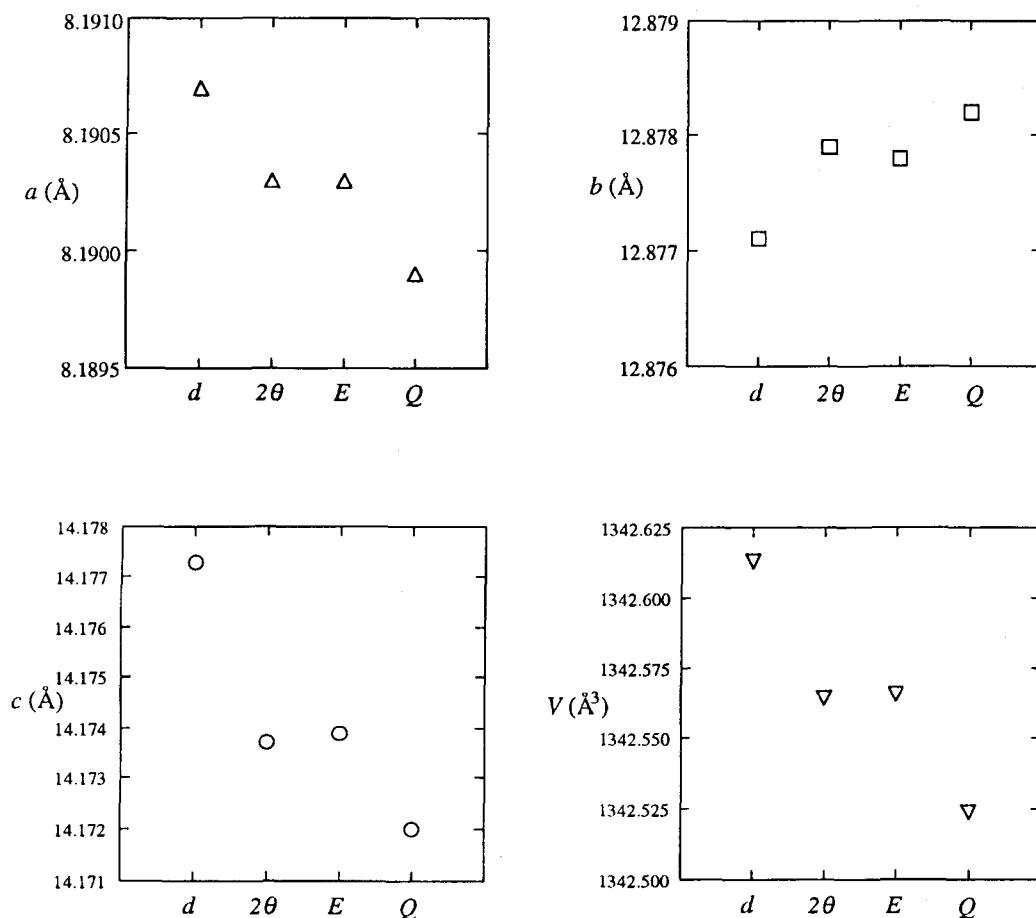 8.1910
8.1905
a (Å)
8.1900
8.1895
d 2θ E Q
12.879
12.878
b (Å)
12.877
12.876
d 2θ E Q
14.178
14.177
14.176
14.175
c (Å)
14.174
14.173
14.172
14.171
d 2θ E Q
1342.625
1342.600
1342.575
V (Å³)
1342.550
1342.525
1342.500
d 2θ E Q